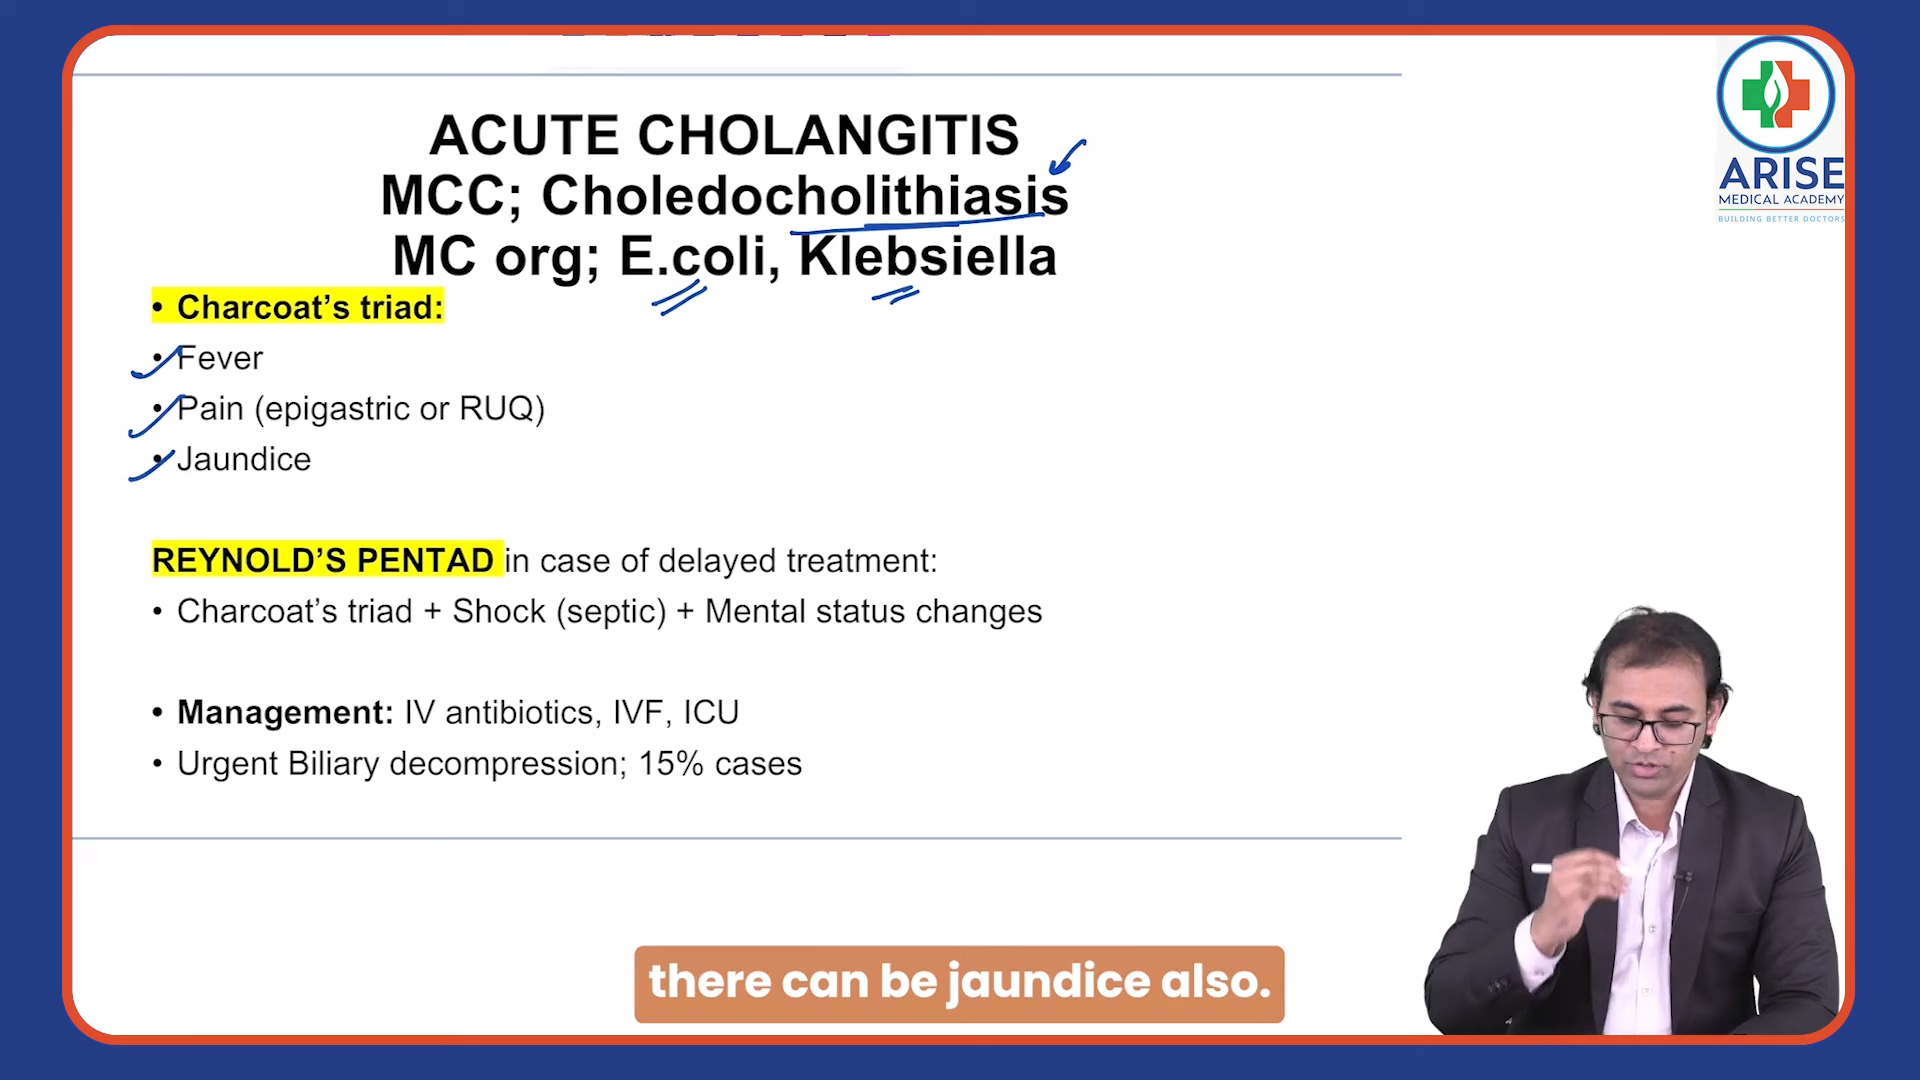 ACUTE CHOLANGITIS
MCC; Choledocholithiasis
MC org; E.coli, Klebsiella
• Charcoat’s triad:
• Fever
• Pain (epigastric or RUQ)
• Jaundice
REYNOLD’S PENTAD in case of delayed treatment:
• Charcoat’s triad + Shock (septic) + Mental status changes
• Management: IV antibiotics, IVF, ICU
• Urgent Biliary decompression; 15% cases
ARISE
MEDICAL ACADEMY
BUILDING BETTER DOCTORS
there can be jaundice also.